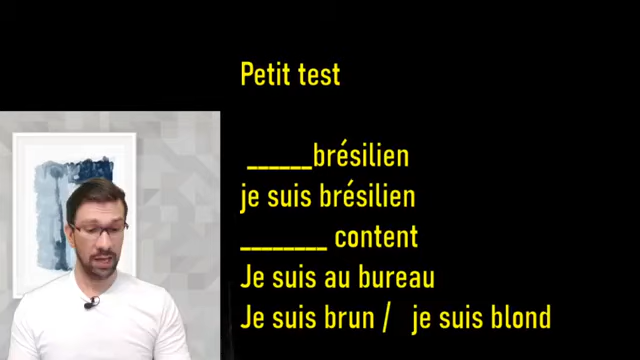 Petit test
______brésilien
je suis brésilien
________ content
Je suis au bureau
Je suis brun / je suis blond